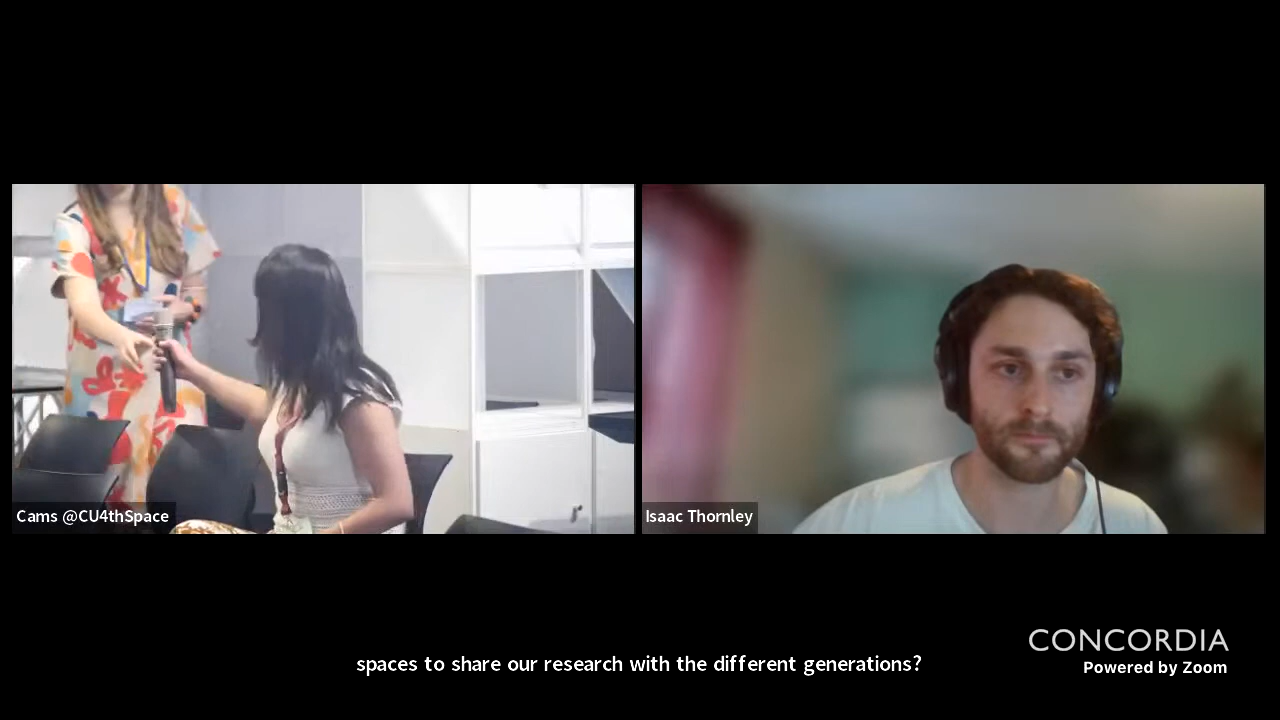 Cams @CU4thSpace
Isaac Thornley
spaces to share our research with the different generations?
CONCORDIA
Powered by Zoom